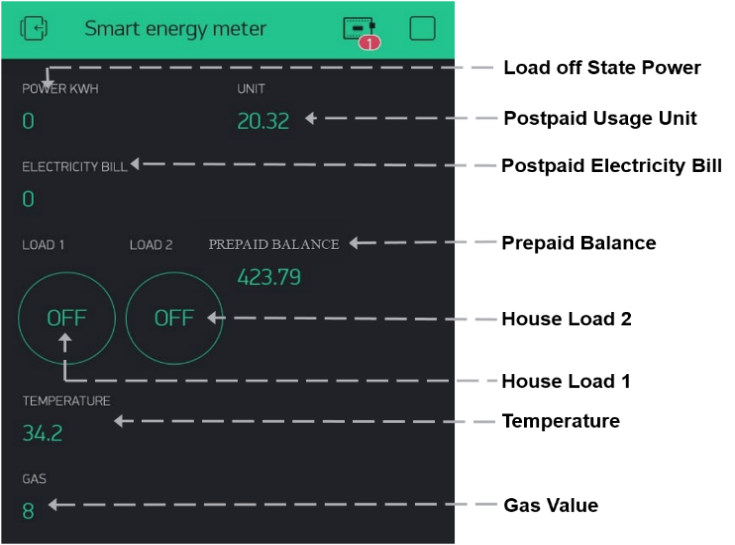 Smart energy meter
1
Load off State Power
POWER KWH
UNIT
0
20.32
Postpaid Usage Unit
ELECTRICITY BILL
Postpaid Electricity Bill
0
LOAD 1
LOAD 2
PREPAID BALANCE
Prepaid Balance
423.79
OFF
OFF
House Load 2
House Load 1
TEMPERATURE
Temperature
34.2
GAS
8
Gas Value